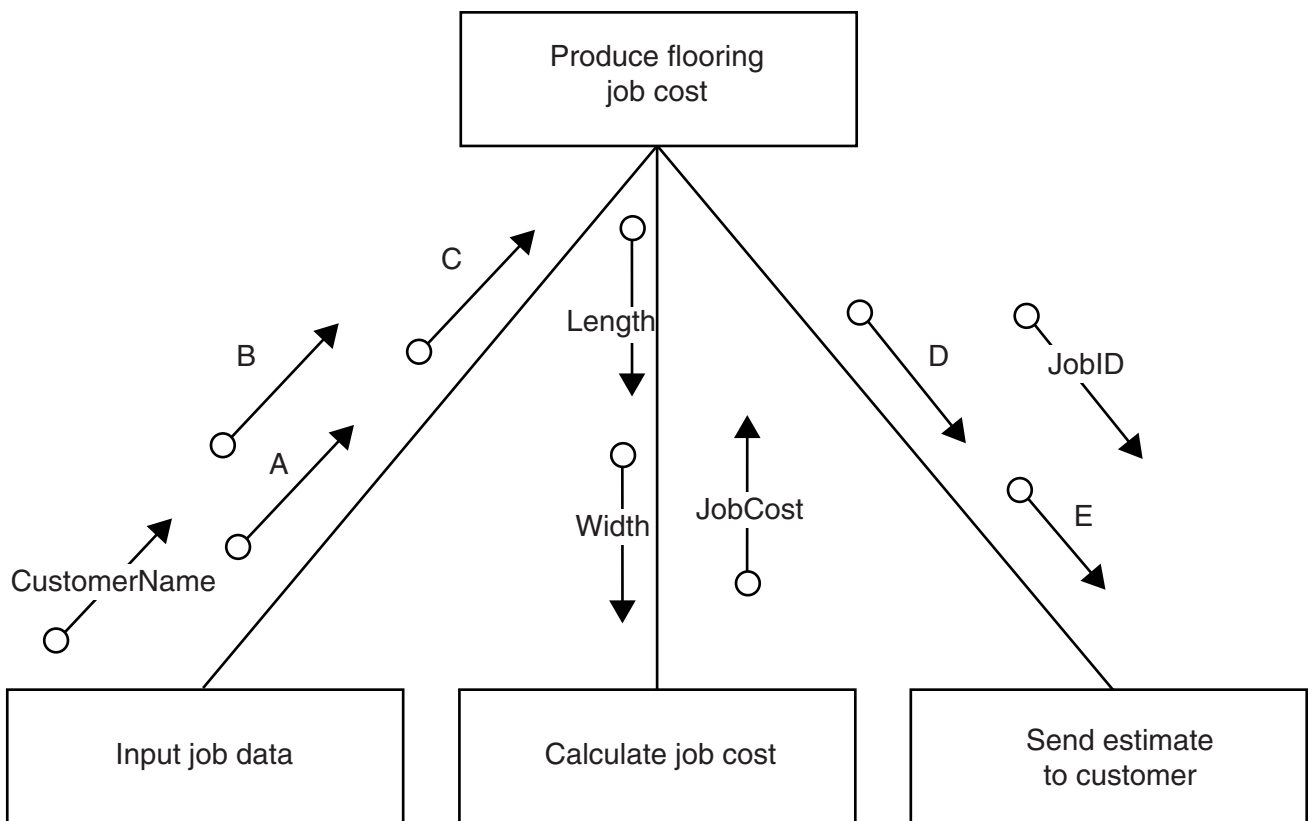 Produce flooring
job cost
C
Length
B
D
JobID
A
Width
JobCost
E
CustomerName
Input job data
Calculate job cost
Send estimate
to customer